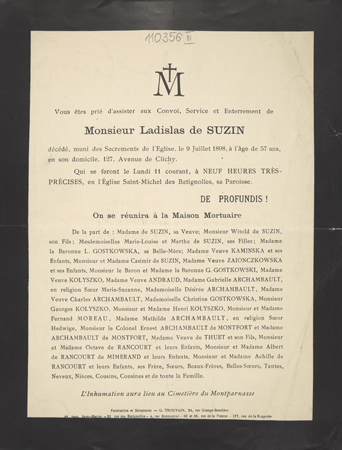 110356 III
M
Vous êtes prié d'assister aux Convoi, Service et Enterrement de
Monsieur Ladislas de SUZIN
décédé, muni des Sacrements de l'Eglise, le 9 Juillet 1898, à l'âge de 57 ans,
en son domicile, 127, Avenue de Clichy.
Qui se feront le Lundi 11 courant, à NEUF HEURES TRÈS-
PRÉCISES, en l'Église Saint-Michel des Batignolles, sa Paroisse.
DE PROFUNDIS !
On se réunira à la Maison Mortuaire
De la part de : Madame de SUZIN, sa Veuve; Monsieur Witold de SUZIN,
son Fils; Mesdemoiselles Marie-Louise et Marthe de SUZIN, ses Filles; Madame
la Baronne L. GOSTKOWSKA, sa Belle-Mère; Madame Veuve KAMINSKA et ses
Enfants, Monsieur et Madame Casimir de SUZIN, Madame Veuve ZAIONCZKOWSKA
et ses Enfants, Monsieur le Baron et Madame la Baronne G. GOSTKOWSKI, Madame
Veuve KOLYSZKO, Madame Veuve ANDRAUD, Madame Gabrielle ARCHAMBAULT,
en religion Sœur Marie-Suzanne, Mademoiselle Désirée ARCHAMBAULT, Madame
Veuve Charles ARCHAMBAULT, Mademoiselle Christine GOSTKOWSKA, Monsieur
Georges KOLYSZKO, Monsieur et Madame Henri KOLYSZKO, Monsieur et Madame
Fernand MOREAU, Madame Mathilde ARCHAMBAULT, en religion Sœur
Hedwige, Monsieur le Colonel Ernest ARCHAMBAULT de MONTFORT et Madame
ARCHAMBAULT de MONTFORT, Madame Veuve de THUET et son Fils, Monsieur
et Madame Octave de RANCOURT et leurs Enfants, Monsieur et Madame Albert
de RANCOURT de MIMERAND et leurs Enfants, Monsieur et Madame Achille de
RANCOURT et leurs Enfants, ses Frère, Sœurs, Beaux-Frères, Belles-Sœurs, Tantes,
Neveux, Nièces, Cousins, Cousines et de toute la Famille.
L'Inhumation aura lieu au Cimetière du Montparnasse